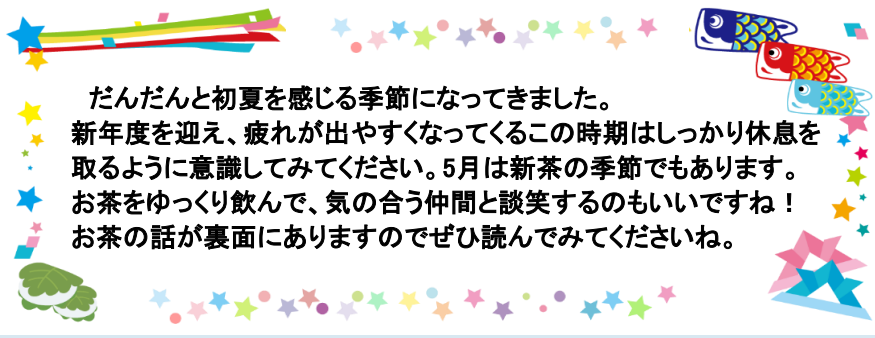 だんだんと初夏を感じる季節になってきました。
新年度を迎え、疲れが出やすくなってくるこの時期はしっかり休息を
取るように意識してみてください。5月は新茶の季節でもあります。
お茶をゆっくり飲んで、気の合う仲間と談笑するのもいいですね！
お茶の話が裏面にありますのでぜひ読んでみてくださいね。